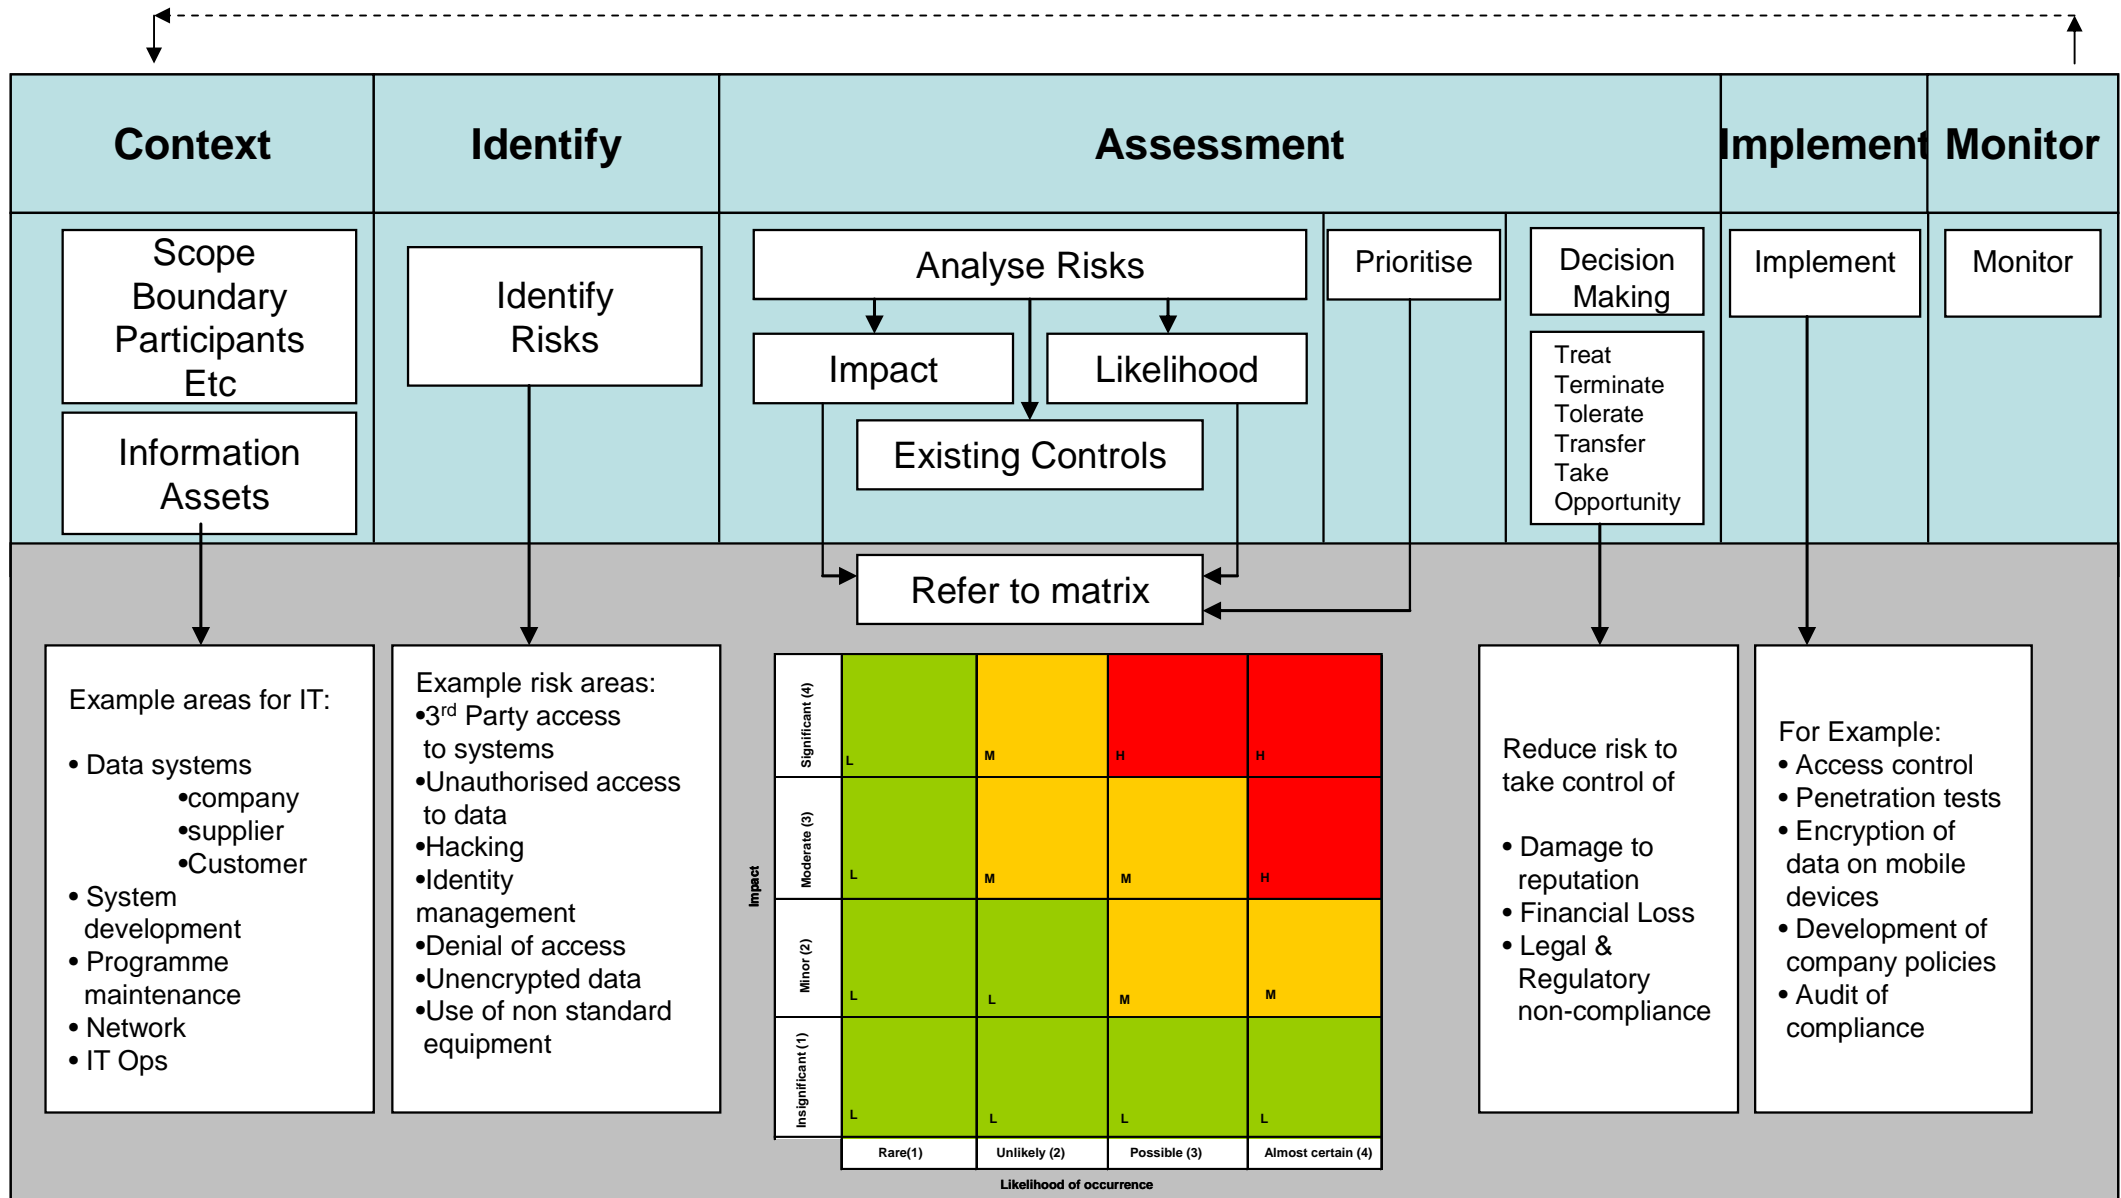 Context
Identify
Assessment
Implement
Monitor
Scope
Boundary
Participants
Etc
Information
Assets
Identify
Risks
Analyse Risks
Impact
Likelihood
Existing Controls
Prioritise
Decision
Making
Treat
Terminate
Tolerate
Transfer
Take
Opportunity
Implement
Monitor
Refer to matrix
Example areas for IT:
• Data systems
•company
•supplier
•Customer
• System
development
• Programme
maintenance
• Network
• IT Ops
Example risk areas:
•3rd Party access
to systems
•Unauthorised access
to data
•Hacking
•Identity
management
•Denial of access
•Unencrypted data
•Use of non standard
equipment
Impact
Significant (4)
L M H H
Moderate (3)
L M M H
Minor (2)
L L M M
Insignificant (1)
L L L L
Rare(1) Unlikely (2) Possible (3) Almost certain (4)
Likelihood of occurrence
Reduce risk to
take control of
• Damage to
reputation
• Financial Loss
• Legal &
Regulatory
non-compliance
For Example:
• Access control
• Penetration tests
• Encryption of
data on mobile
devices
• Development of
company policies
• Audit of
compliance